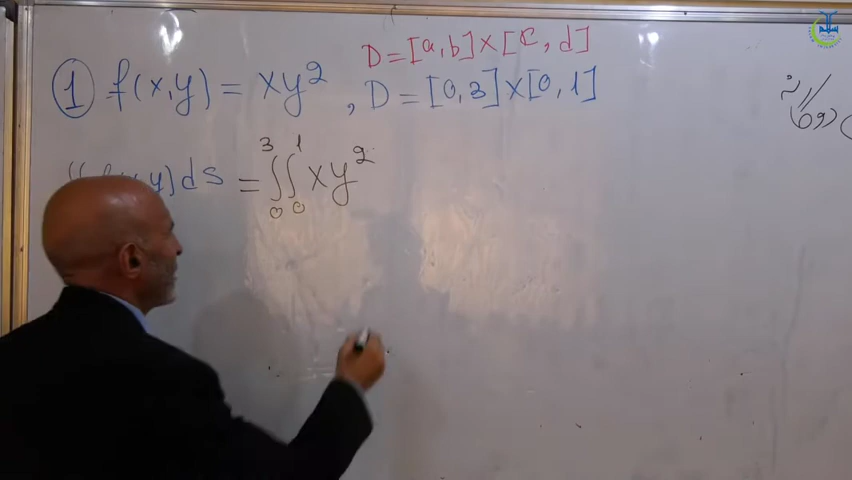 D=[a,b]×[c,d]
① f(x,y)=xy², D=[0,3]×[0,1]
y)ds = ∫₀³∫₀¹ xy²